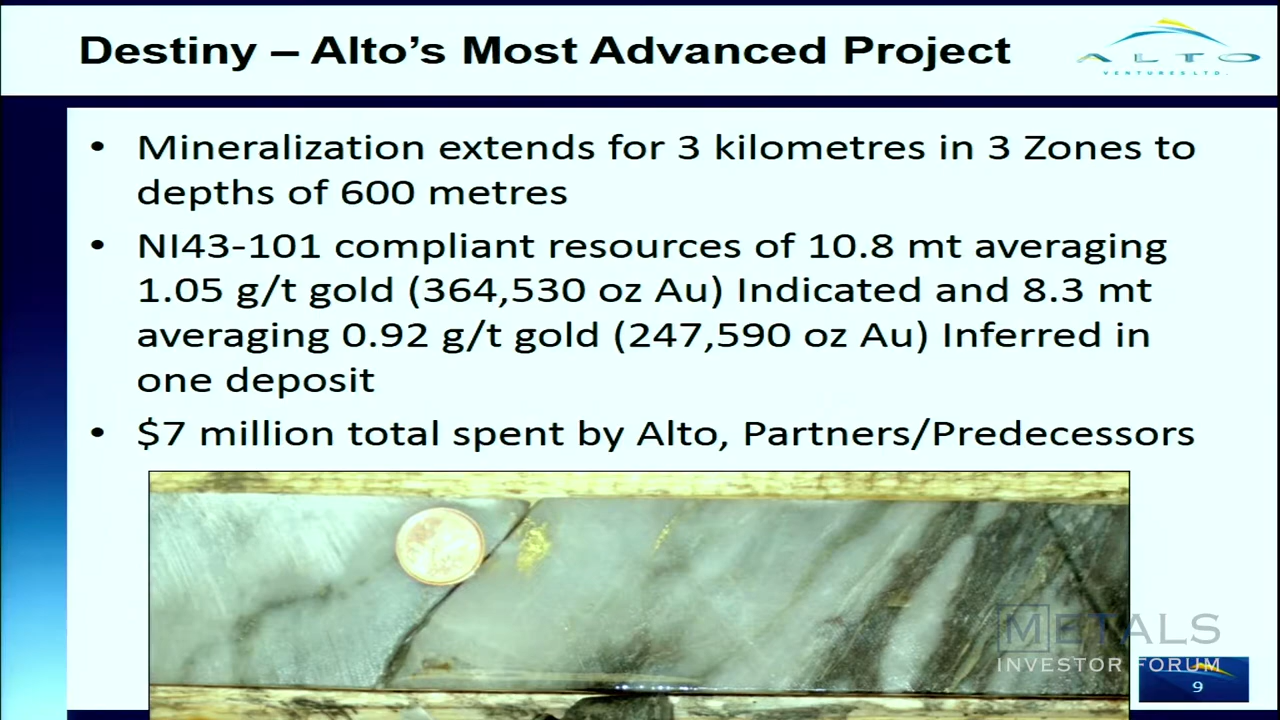 Destiny – Alto's Most Advanced Project
ALTO
VENTURES LTD.
• Mineralization extends for 3 kilometres in 3 Zones to
depths of 600 metres
• NI43-101 compliant resources of 10.8 mt averaging
1.05 g/t gold (364,530 oz Au) Indicated and 8.3 mt
averaging 0.92 g/t gold (247,590 oz Au) Inferred in
one deposit
• $7 million total spent by Alto, Partners/Predecessors
METALS
INVESTOR FORUM
9